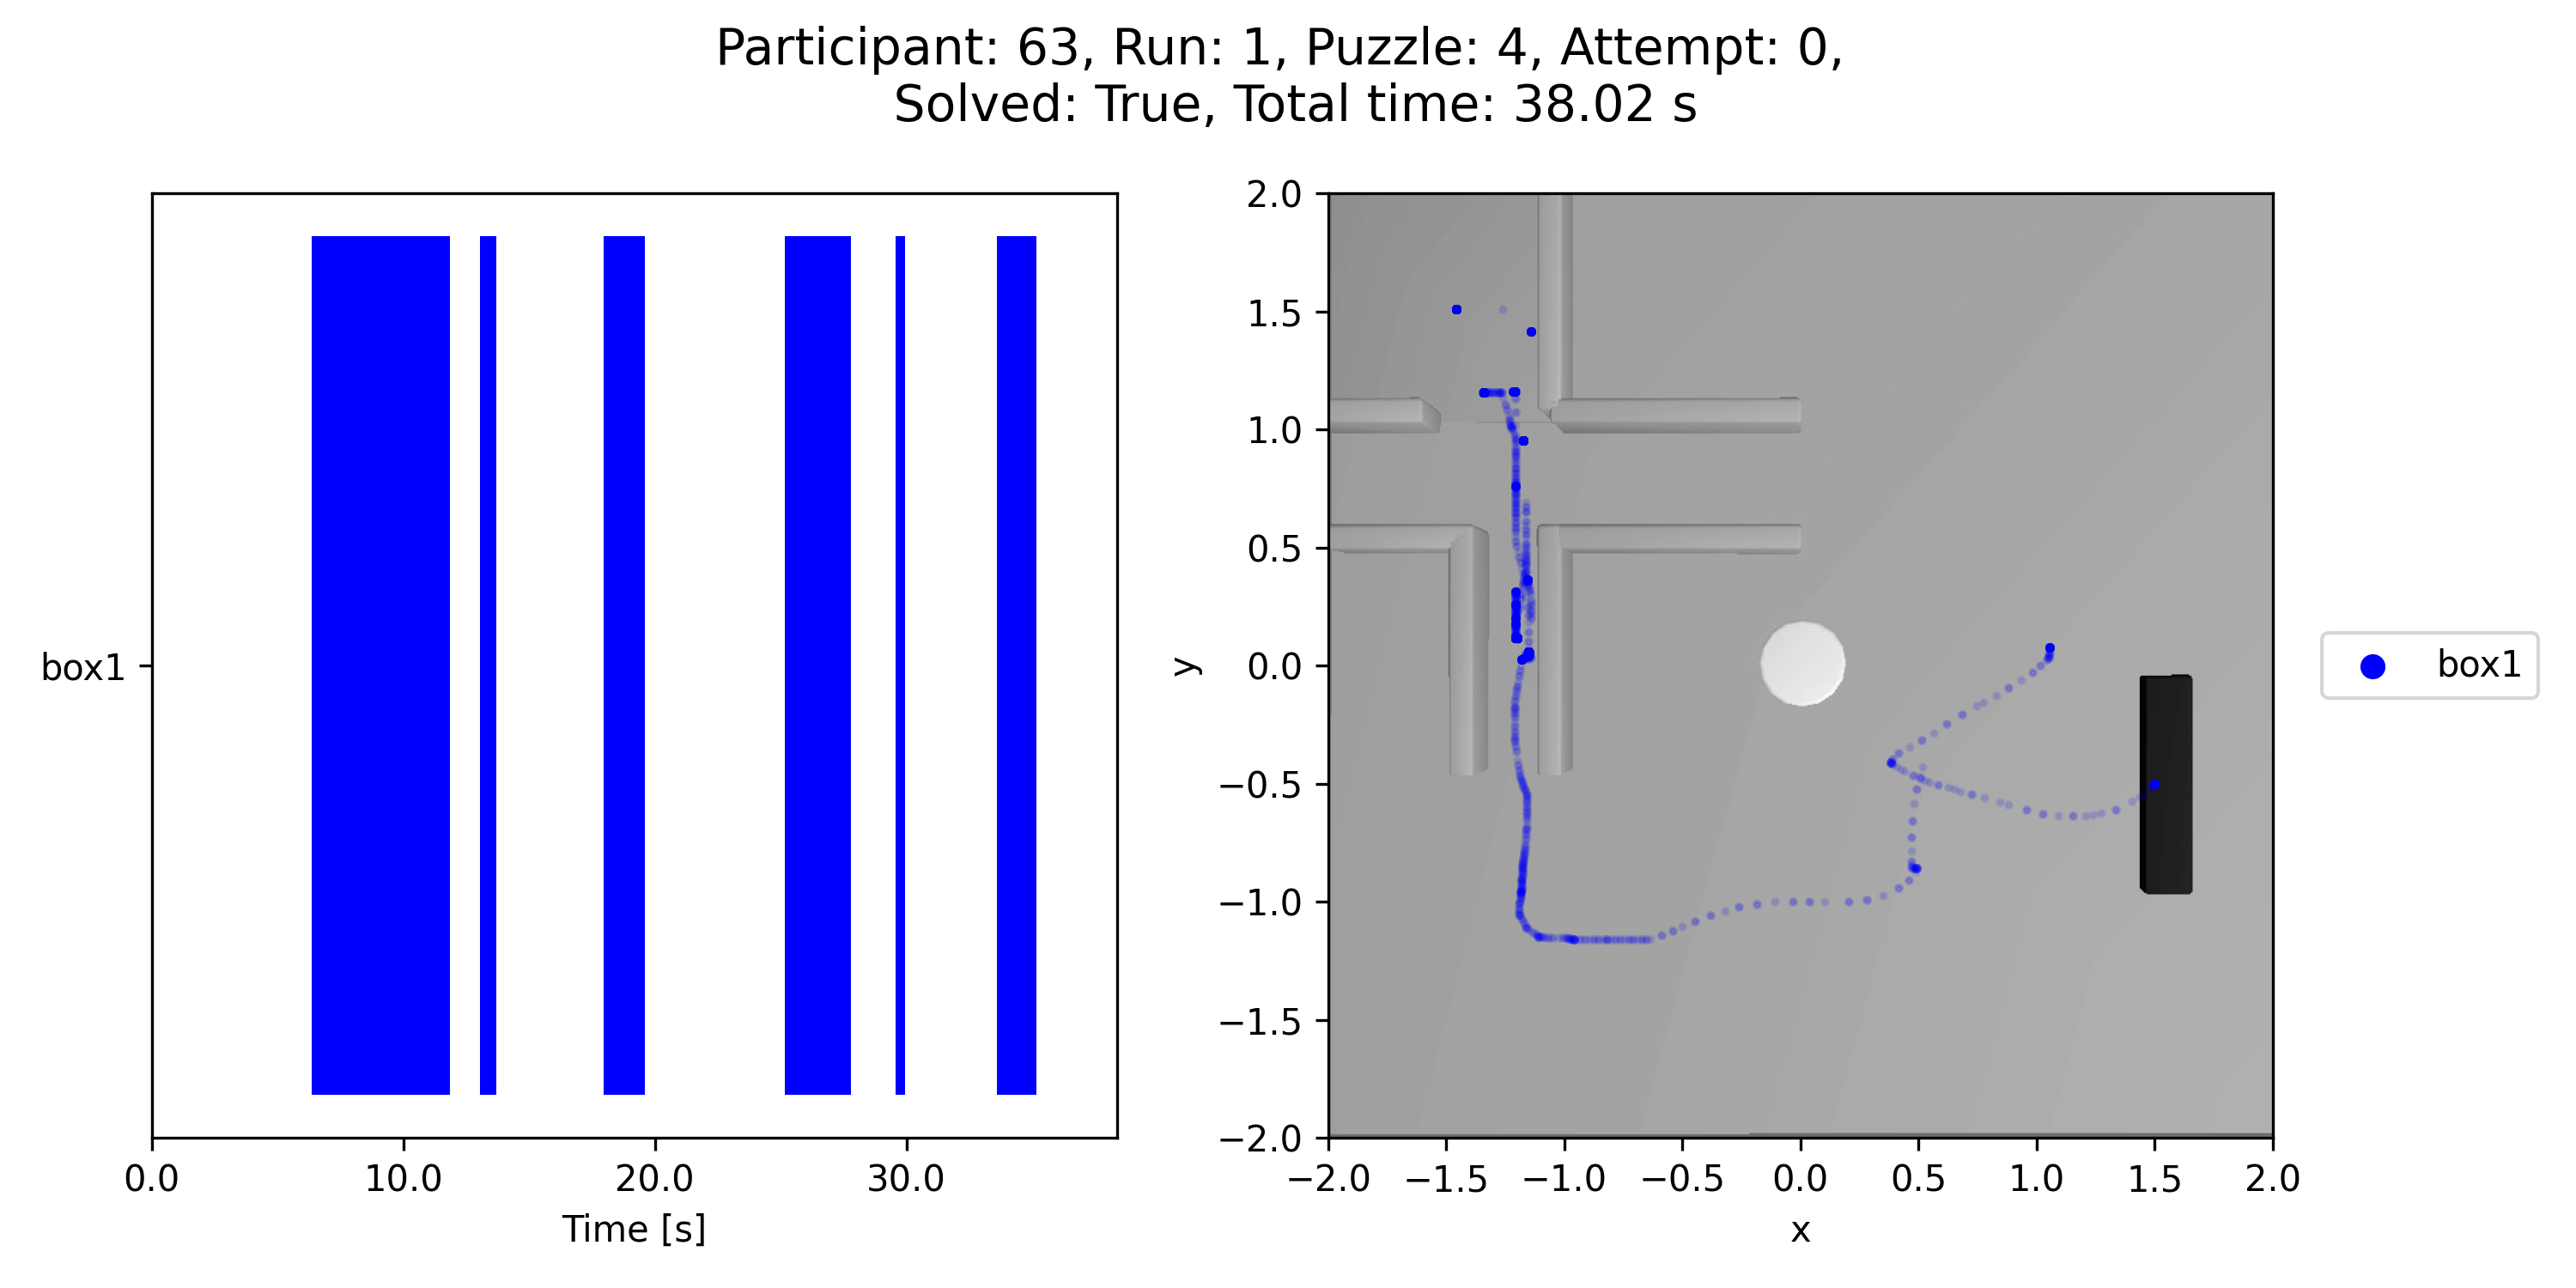 Participant: 63, Run: 1, Puzzle: 4, Attempt: 0,
Solved: True, Total time: 38.02 s
box1
0.0 10.0 20.0 30.0
Time [s]
2.0
1.5
1.0
0.5
0.0
−0.5
−1.0
−1.5
−2.0
y
−2.0 −1.5 −1.0 −0.5 0.0 0.5 1.0 1.5 2.0
x
box1